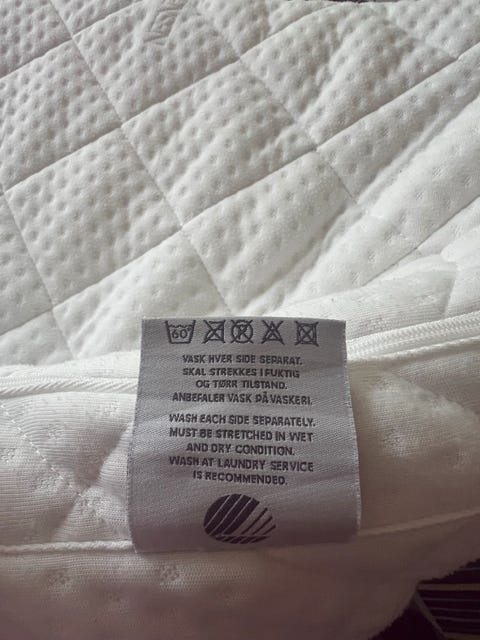 60
VASK HVER SIDE SEPARAT.
SKAL STREKKES I FUKTIG
OG TØRR TILSTAND.
ANBEFALER VASK PÅ VASKERI.
WASH EACH SIDE SEPARATELY.
MUST BE STRETCHED IN WET
AND DRY CONDITION.
WASH AT LAUNDRY SERVICE
IS RECOMMENDED.